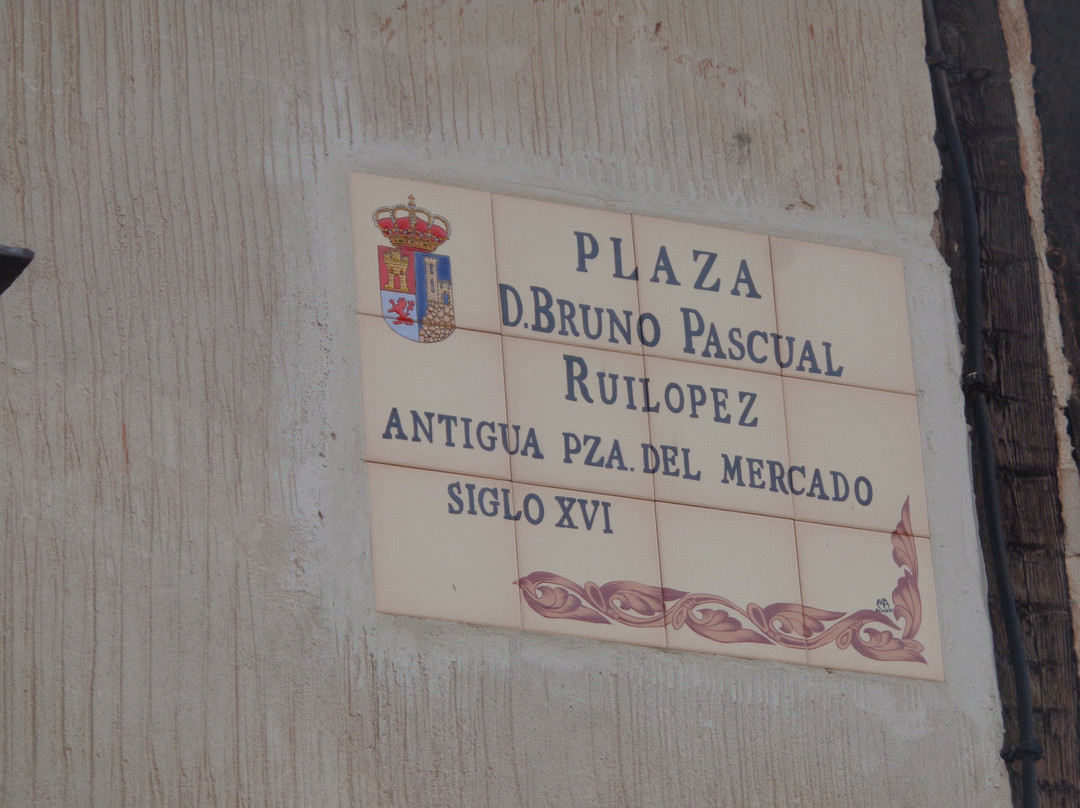 PLAZA
D. BRUNO PASCUAL
RUILOPEZ
ANTIGUA PZA. DEL MERCADO
SIGLO XVI